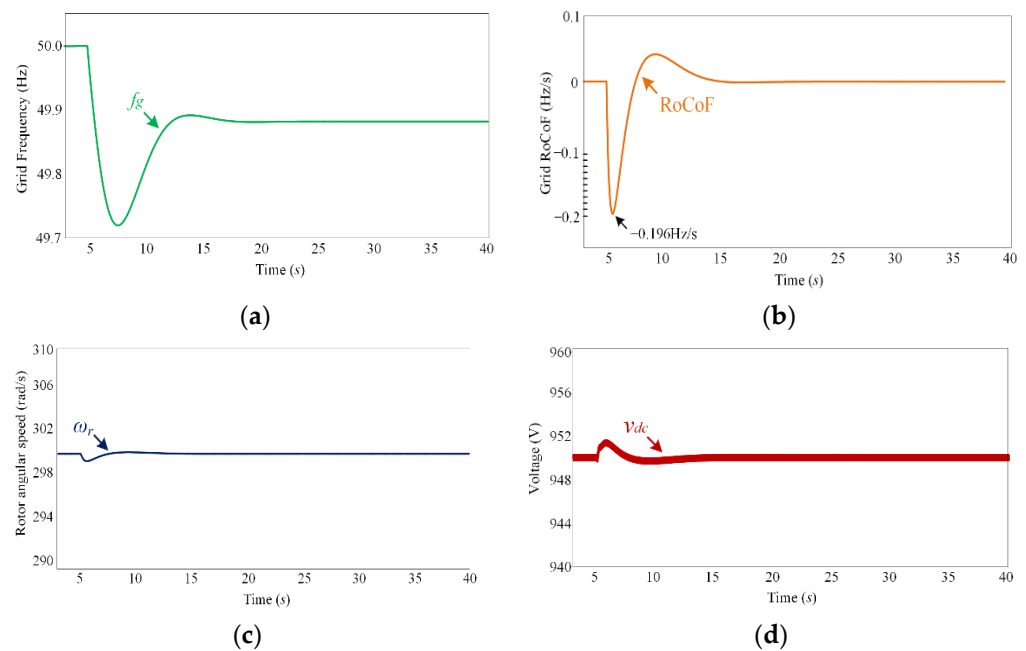 50.0
49.9
49.8
49.7
Grid Frequency (Hz)
fg
5 10 15 20 25 30 35 40
Time (s)
(a)
0.1
0
−0.1
−0.2
Grid RoCoF (Hz/s)
RoCoF
−0.196Hz/s
5 10 15 20 25 30 35 40
Time (s)
(b)
310
306
302
299
294
290
Rotor angular speed (rad/s)
ωr
5 10 15 20 25 30 35 40
Time (s)
(c)
960
956
952
948
944
940
Voltage (V)
vdc
5 10 15 20 25 30 35 40
Time (s)
(d)